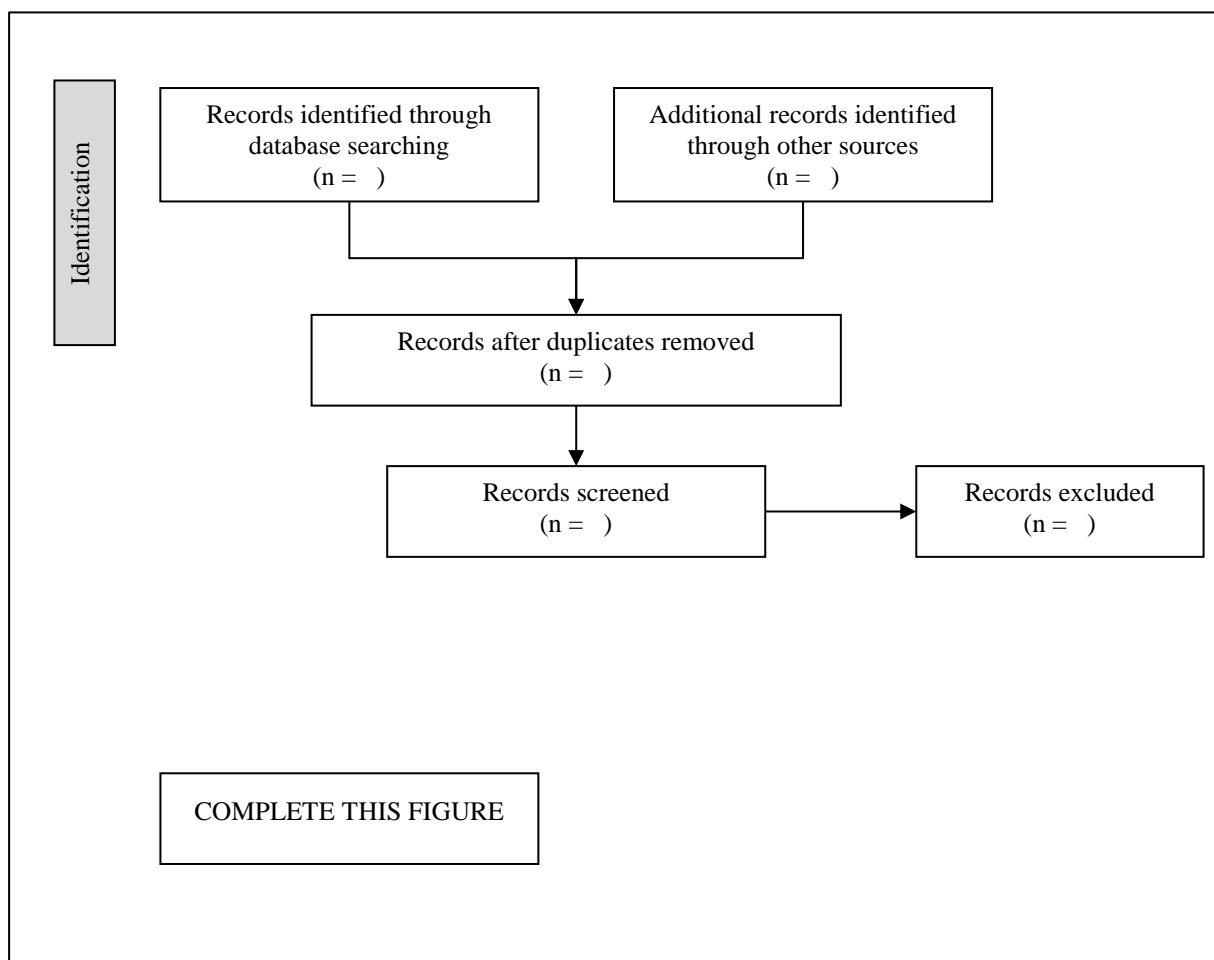 Identification
Records identified through
database searching
(n =   )
Additional records identified
through other sources
(n =   )
Records after duplicates removed
(n =   )
Records screened
(n =   )
Records excluded
(n =   )
COMPLETE THIS FIGURE